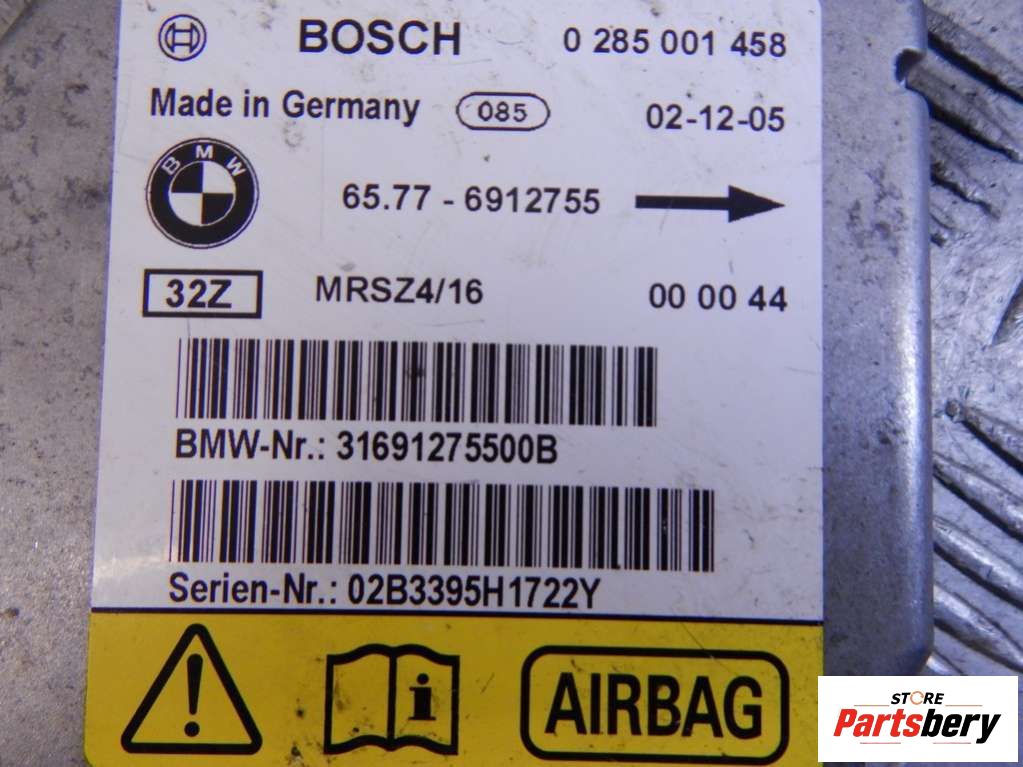 BOSCH 0 285 001 458
Made in Germany 085 02-12-05
BMW
65.77 - 6912755
32Z MRSZ4/16 00 00 44
BMW-Nr.: 31691275500B
Serien-Nr.: 02B3395H1722Y
! i AIRBAG
STORE
Partsbery